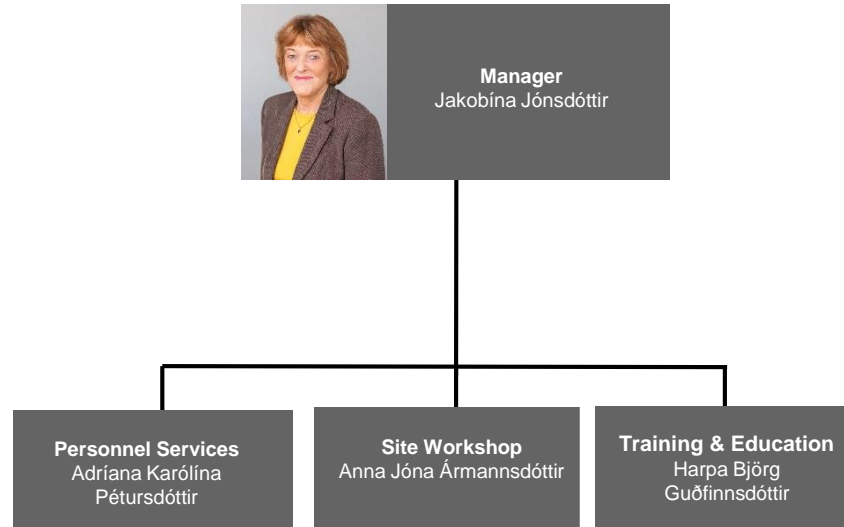 Manager
Jakobína Jónsdóttir
Personnel Services
Adríana Karólína
Pétursdóttir
Site Workshop
Anna Jóna Ármannsdóttir
Training & Education
Harpa Björg
Guðfinnsdóttir